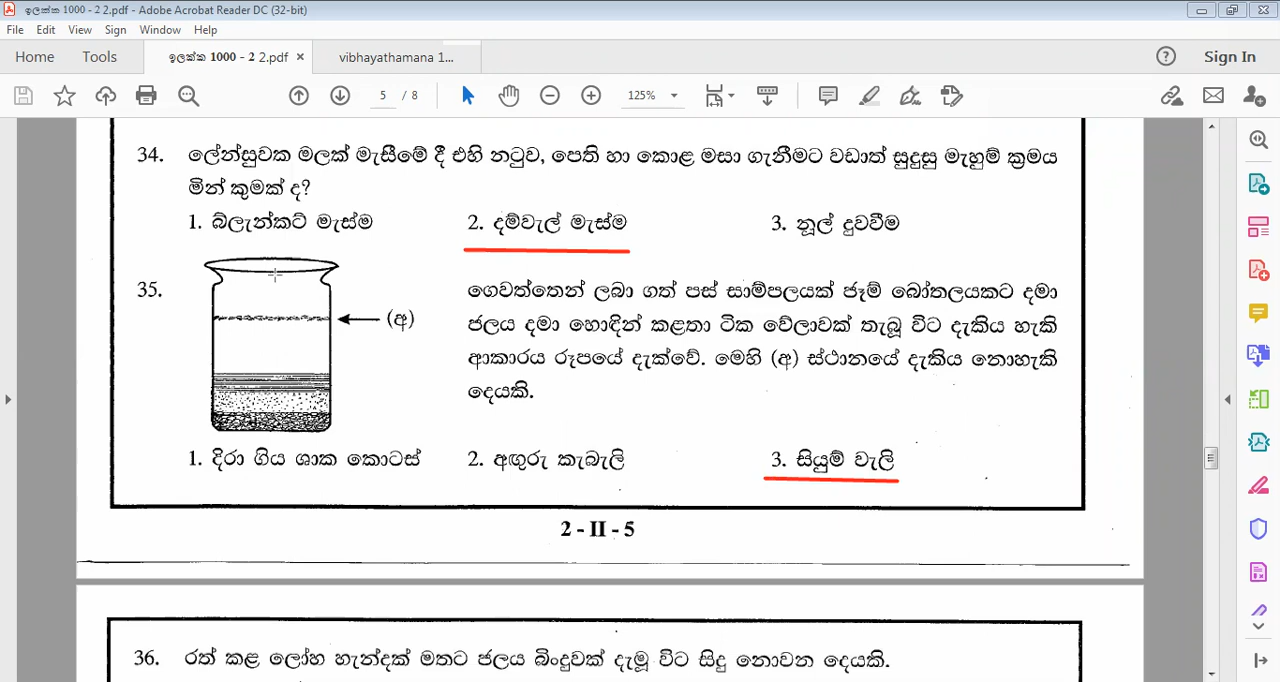 ඉලක්ක 1000 - 2 2.pdf - Adobe Acrobat Reader DC (32-bit)
File Edit View Sign Window Help
Home Tools ඉලක්ක 1000 - 2 2.pdf × vibhayathamana 1... Sign In
5 / 8 125%
34. ලේන්සුවක මලක් මැසීමේ දී එහි නටුව, පෙති හා කොළ මසා ගැනීමට වඩාත් සුදුසු මැහුම් ක්‍රමය
මින් කුමක් ද?
1. බ්ලැන්කට් මැස්ම 2. දම්වැල් මැස්ම 3. නූල් දුවවීම
35. ගෙවත්තෙන් ලබා ගත් පස් සාම්පලයක් ජෑම් බෝතලයකට දමා
ජලය දමා හොඳින් කළතා ටික වේලාවක් තැබූ විට දැකිය හැකි
ආකාරය රූපයේ දැක්වේ. මෙහි (අ) ස්ථානයේ දැකිය නොහැකි
දෙයකි.
(අ)
1. දිරා ගිය ශාක කොටස් 2. අඟුරු කැබැලි 3. සියුම් වැලි
2 - II - 5
36. රත් කළ ලෝහ හැන්දක් මතට ජලය බිංදුවක් දැමූ විට සිදු නොවන දෙයකි.